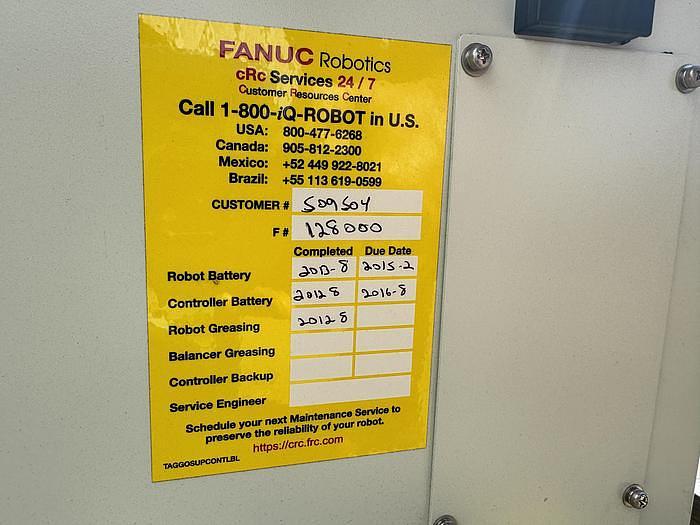 FANUC Robotics
cRc Services 24 / 7
Customer Resources Center
Call 1-800-iQ-ROBOT in U.S.
USA: 800-477-6268
Canada: 905-812-2300
Mexico: +52 449 922-8021
Brazil: +55 113 619-0599
CUSTOMER # 509504
F# 128000
Completed Due Date
Robot Battery 2015-2
Controller Battery 2012 8 2016-8
Robot Greasing 2012 8
Balancer Greasing
Controller Backup
Service Engineer
Schedule your next Maintenance Service to
preserve the reliability of your robot.
https://crc.frc.com
TAGGOSUPCONTLBL